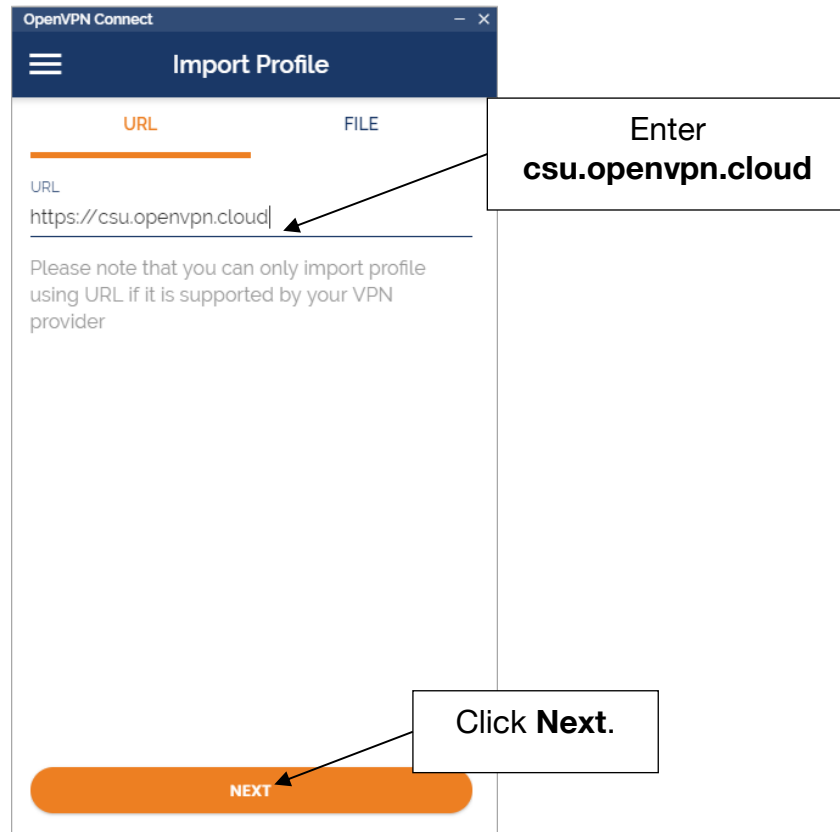 OpenVPN Connect
Import Profile
URL
FILE
Enter
csu.openvpn.cloud
URL
https://csu.openvpn.cloud
Please note that you can only import profile
using URL if it is supported by your VPN
provider
Click Next.
NEXT